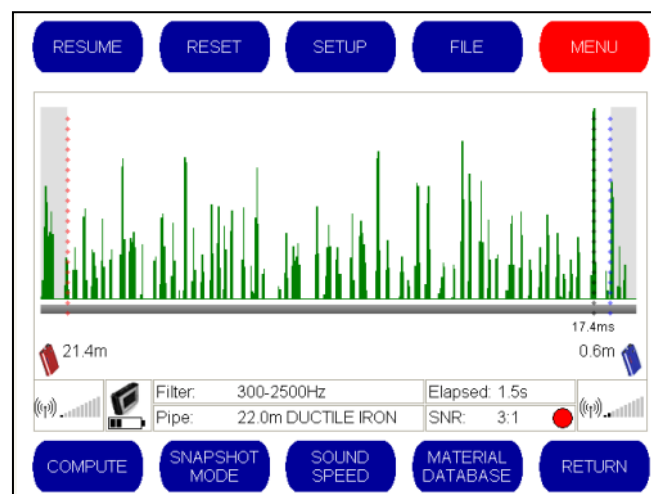 RESUME
RESET
SETUP
FILE
MENU
17.4ms
21.4m
0.6m
Filter: 300-2500Hz
Elapsed: 1.5s
Pipe: 22.0m DUCTILE IRON
SNR: 3:1
COMPUTE
SNAPSHOT
MODE
SOUND
SPEED
MATERIAL
DATABASE
RETURN